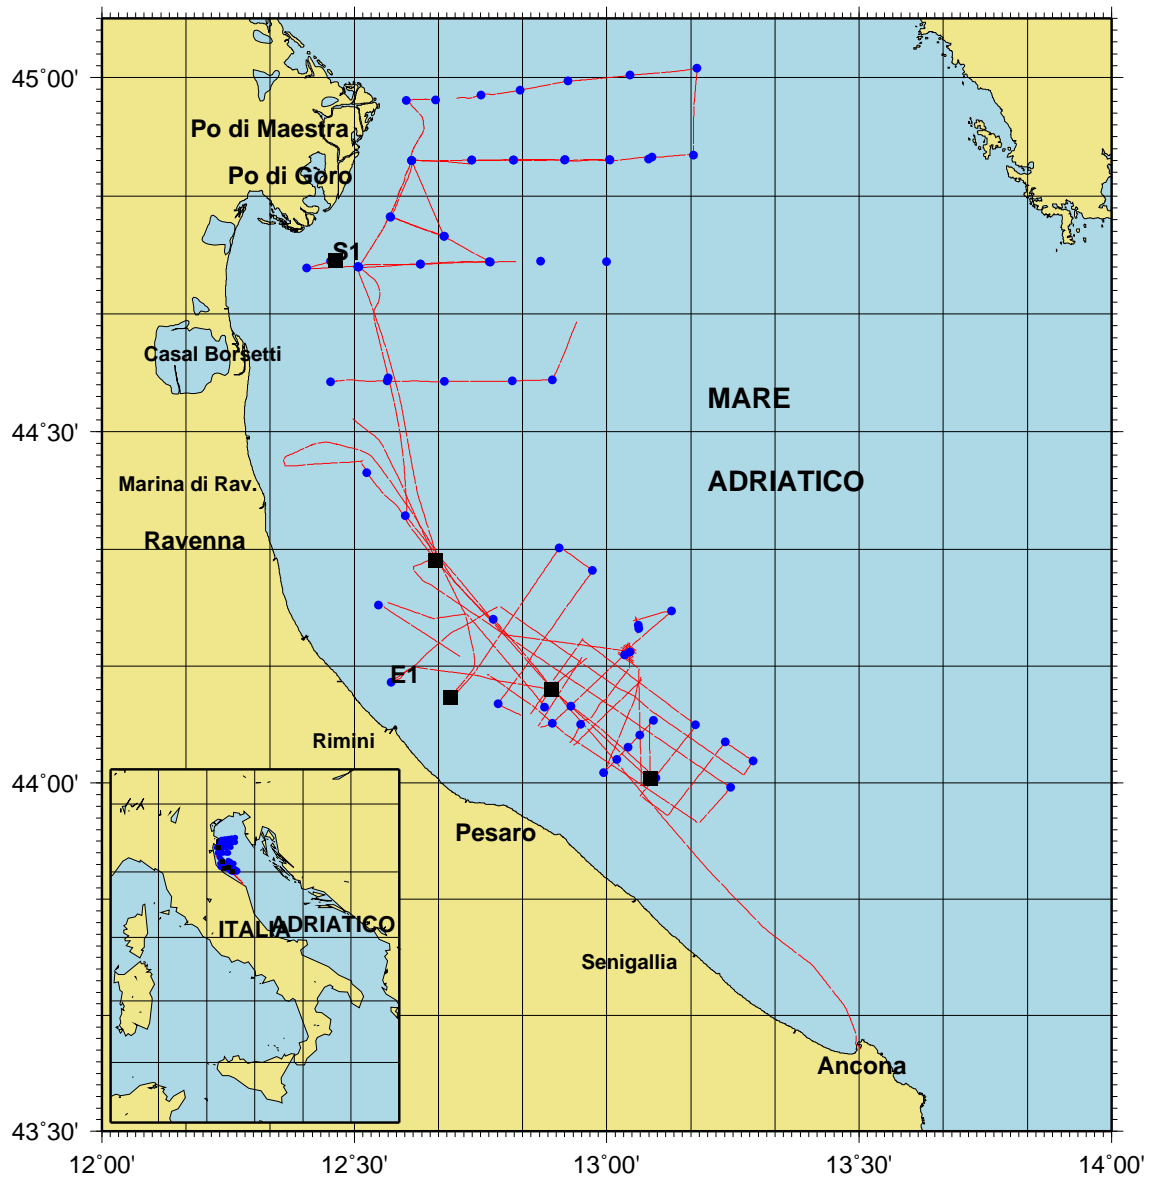 45°00'
Po di Maestra
Po di Goro
S1
Casal Borsetti
MARE
44°30'
ADRIATICO
Marina di Rav.
Ravenna
E1
Rimini
44°00'
Pesaro
ITALIA
ADRIATICO
Senigallia
Ancona
43°30'
12°00'
12°30'
13°00'
13°30'
14°00'